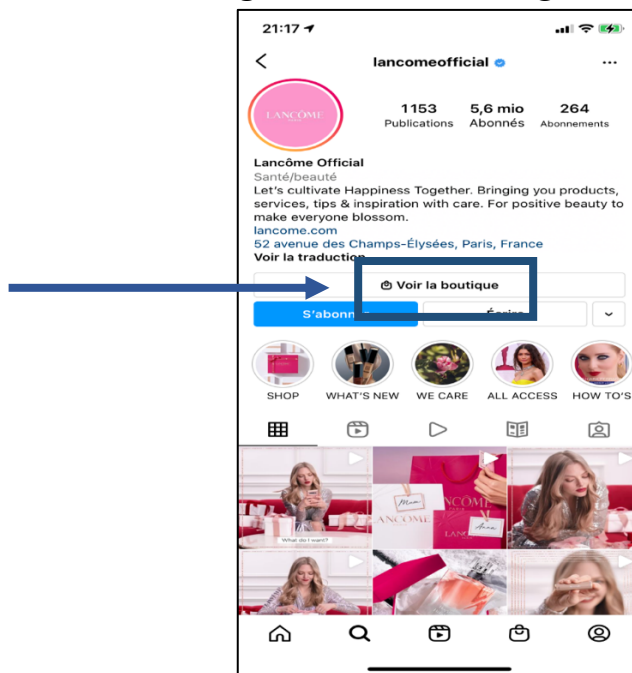 21:17
lancomeofficial
LANCÔME
1153
5,6 mio
264
Publications
Abonnés
Abonnements
Lancôme Official
Santé/beauté
Let's cultivate Happiness Together. Bringing you products,
services, tips & inspiration with care. For positive beauty to
make everyone blossom.
lancome.com
52 avenue des Champs-Élysées, Paris, France
Voir la traduction
Voir la boutique
S'abonner
Écrire
SHOP
WHAT'S NEW
WE CARE
ALL ACCESS
HOW TO'S
What do I want?
LANCÔME